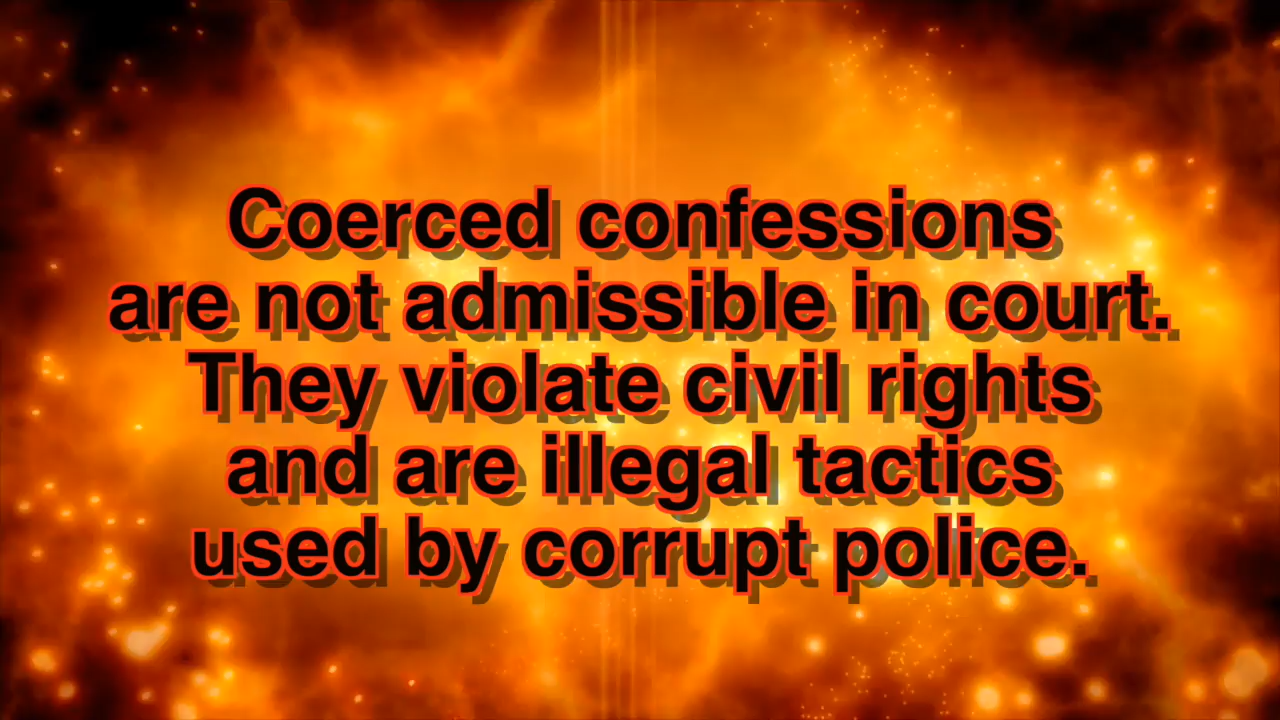 Coerced confessions
are not admissible in court.
They violate civil rights
and are illegal tactics
used by corrupt police.